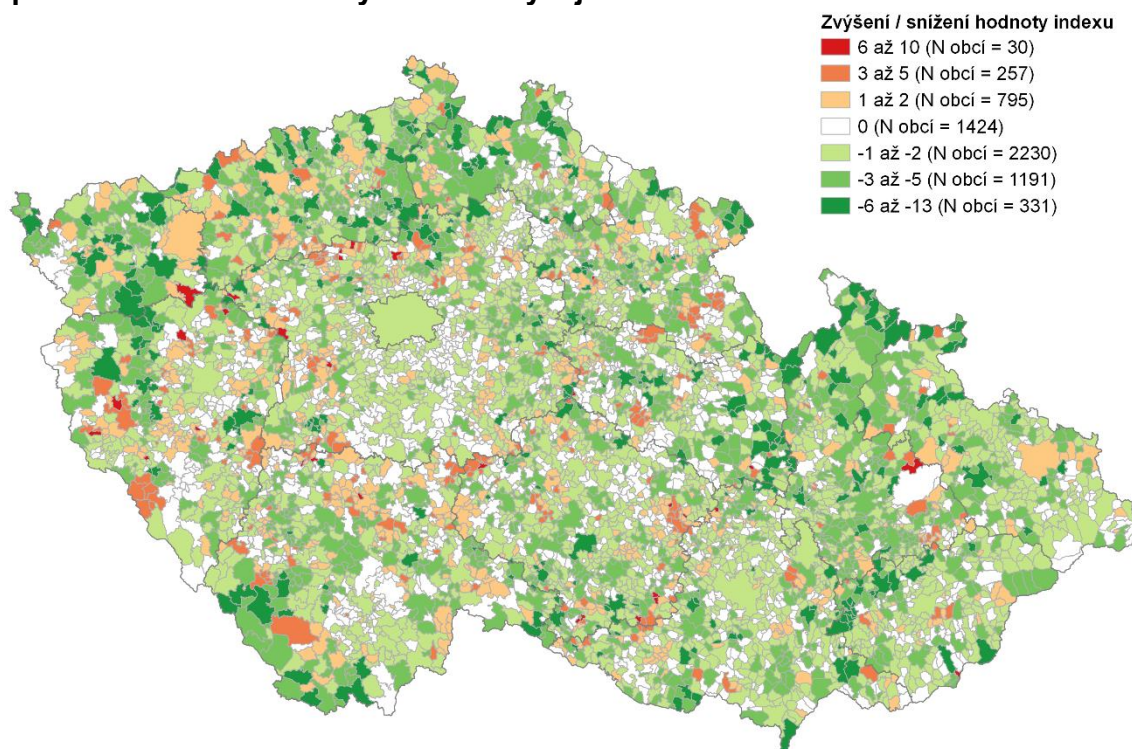 Zvýšení / snížení hodnoty indexu
6 až 10 (N obcí = 30)
3 až 5 (N obcí = 257)
1 až 2 (N obcí = 795)
0 (N obcí = 1424)
-1 až -2 (N obcí = 2230)
-3 až -5 (N obcí = 1191)
-6 až -13 (N obcí = 331)